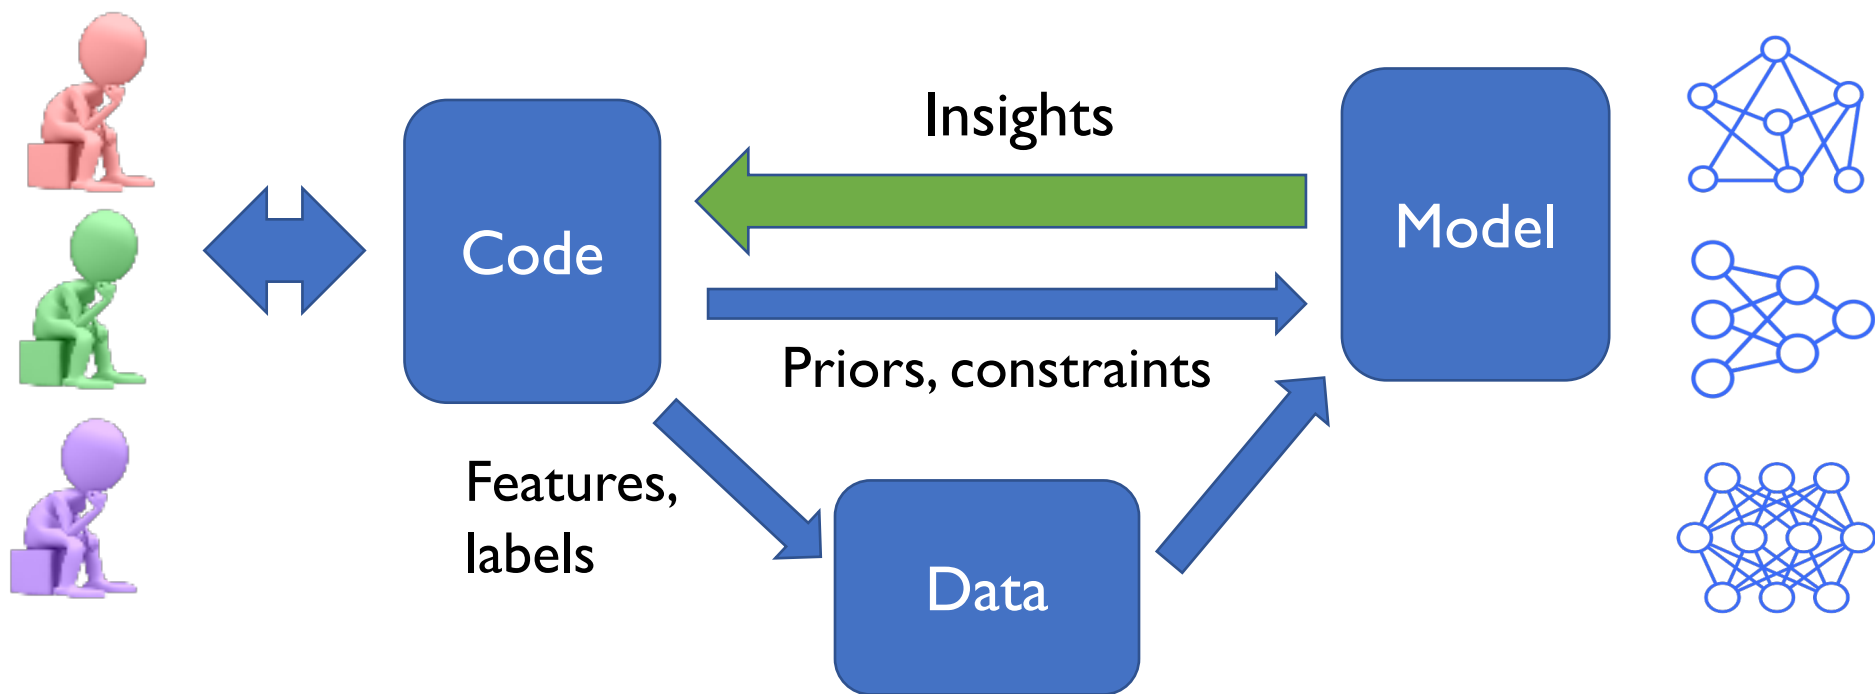 Insights
Code
Model
Priors, constraints
Features,
labels
Data